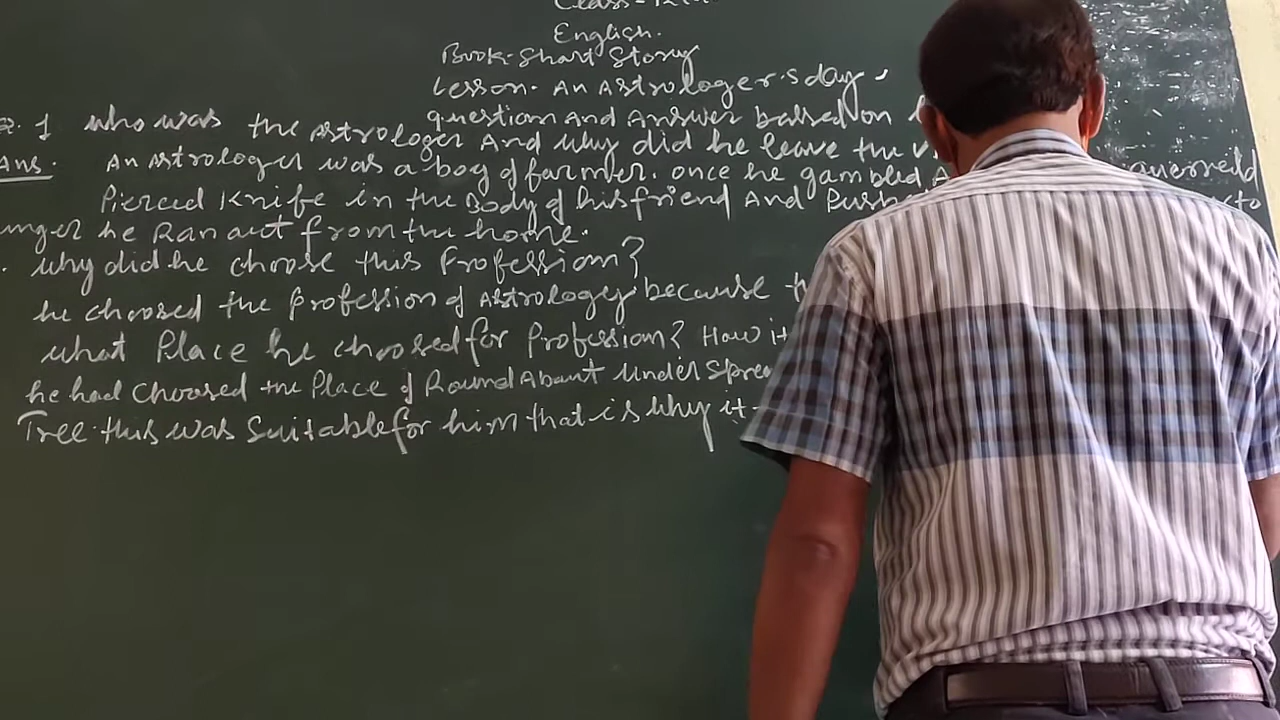 English.
Book-Short Story
Lesson. An Astrologer's day.
question And Answer balsed on
Q. 1 who was the Astrologer And why did he leave the
Ans. An Astrologer was a boy of farmer. once he gambled
Pierced Knife in the Body of his friend And Push
he Ran out from the home.
why did he choose this Profession?
he choosed the Profession of Astrology because
what Place he choosed for Profession? How it
he had Choosed the Place of Round About under Sprea
Tree. this was Suitable for him that is why it